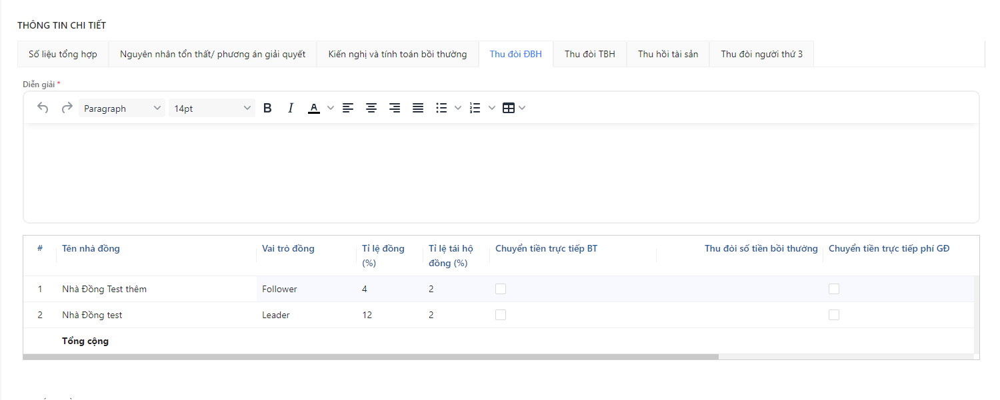 THÔNG TIN CHI TIẾT
Số liệu tổng hợp Nguyên nhân tổn thất/ phương án giải quyết Kiến nghị và tính toán bồi thường Thu đòi ĐBH Thu đòi TBH Thu hồi tài sản Thu đòi người thứ 3
Diễn giải *
Paragraph 14pt B I A
# Tên nhà đồng Vai trò đồng Tỉ lệ đồng (%) Tỉ lệ tái hộ đồng (%) Chuyển tiền trực tiếp BT Thu đòi số tiền bồi thường Chuyển tiền trực tiếp phí GĐ
1 Nhà Đồng Test thêm Follower 4 2
2 Nhà Đồng test Leader 12 2
Tổng cộng